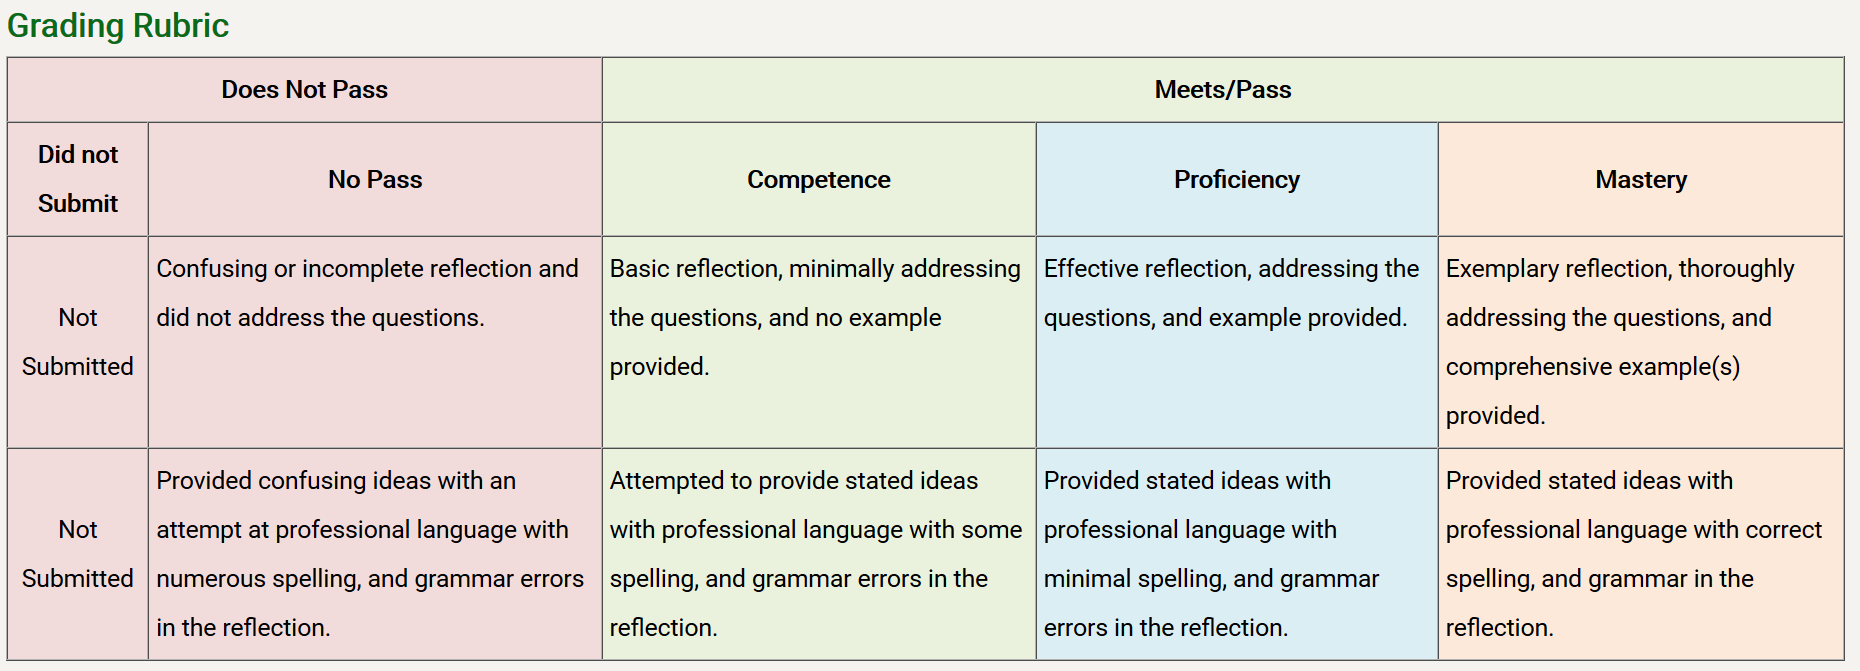 Grading Rubric
Does Not Pass
Meets/Pass
Did not
Submit
No Pass
Competence
Proficiency
Mastery
Not
Submitted
Confusing or incomplete reflection and
did not address the questions.
Basic reflection, minimally addressing
the questions, and no example
provided.
Effective reflection, addressing the
questions, and example provided.
Exemplary reflection, thoroughly
addressing the questions, and
comprehensive example(s)
provided.
Not
Submitted
Provided confusing ideas with an
attempt at professional language with
numerous spelling, and grammar errors
in the reflection.
Attempted to provide stated ideas
with professional language with some
spelling, and grammar errors in the
reflection.
Provided stated ideas with
professional language with
minimal spelling, and grammar
errors in the reflection.
Provided stated ideas with
professional language with correct
spelling, and grammar in the
reflection.